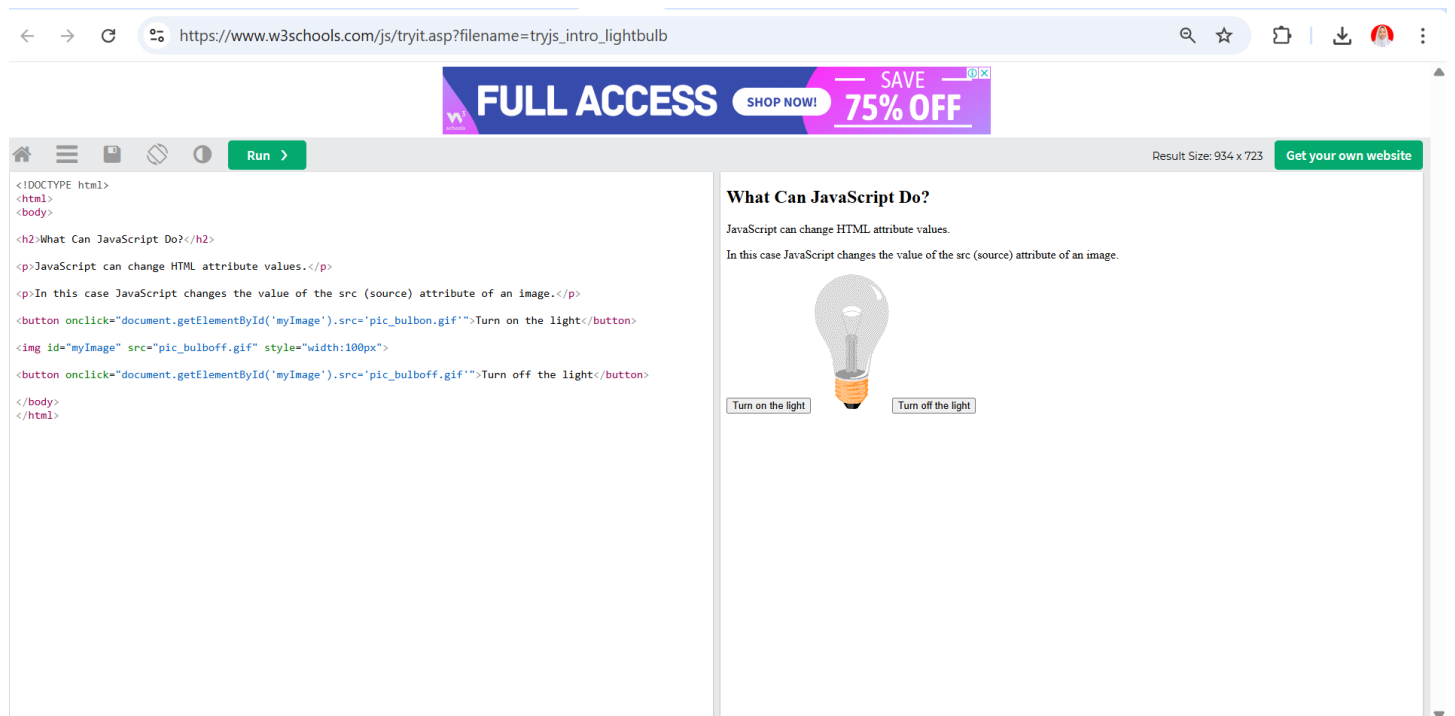 https://www.w3schools.com/js/tryit.asp?filename=tryjs_intro_lightbulb
w3
schools
FULL ACCESS
SHOP NOW!
SAVE
75% OFF
Run ❯
Result Size: 934 x 723
Get your own website
<!DOCTYPE html>
<html>
<body>
<h2>What Can JavaScript Do?</h2>
<p>JavaScript can change HTML attribute values.</p>
<p>In this case JavaScript changes the value of the src (source) attribute of an image.</p>
<button onclick="document.getElementById('myImage').src='pic_bulbon.gif'">Turn on the light</button>
<img id="myImage" src="pic_bulboff.gif" style="width:100px">
<button onclick="document.getElementById('myImage').src='pic_bulboff.gif'">Turn off the light</button>
</body>
</html>
What Can JavaScript Do?
JavaScript can change HTML attribute values.
In this case JavaScript changes the value of the src (source) attribute of an image.
Turn on the light
Turn off the light